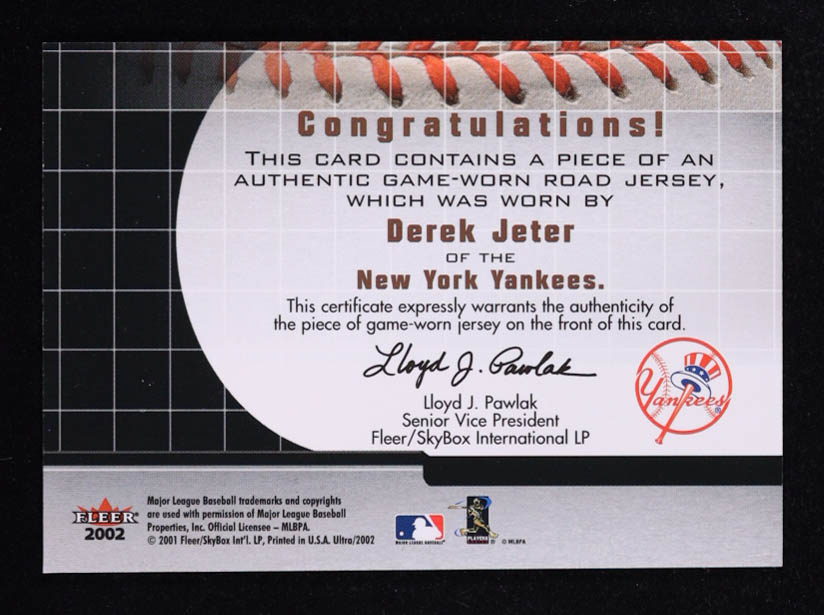 Congratulations!
THIS CARD CONTAINS A PIECE OF AN
AUTHENTIC GAME-WORN ROAD JERSEY,
WHICH WAS WORN BY
Derek Jeter
OF THE
New York Yankees.
This certificate expressly warrants the authenticity of
the piece of game-worn jersey on the front of this card.
Lloyd J. Pawlak
Lloyd J. Pawlak
Senior Vice President
Fleer/SkyBox International LP
Yankees
®
FLEER
2002
Major League Baseball trademarks and copyrights
are used with permission of Major League Baseball
Properties, Inc. Official Licensee – MLBPA.
© 2001 Fleer/SkyBox Int'l. LP, Printed in U.S.A. Ultra/2002
MAJOR LEAGUE BASEBALL
PLAYERS
® © MLBPA